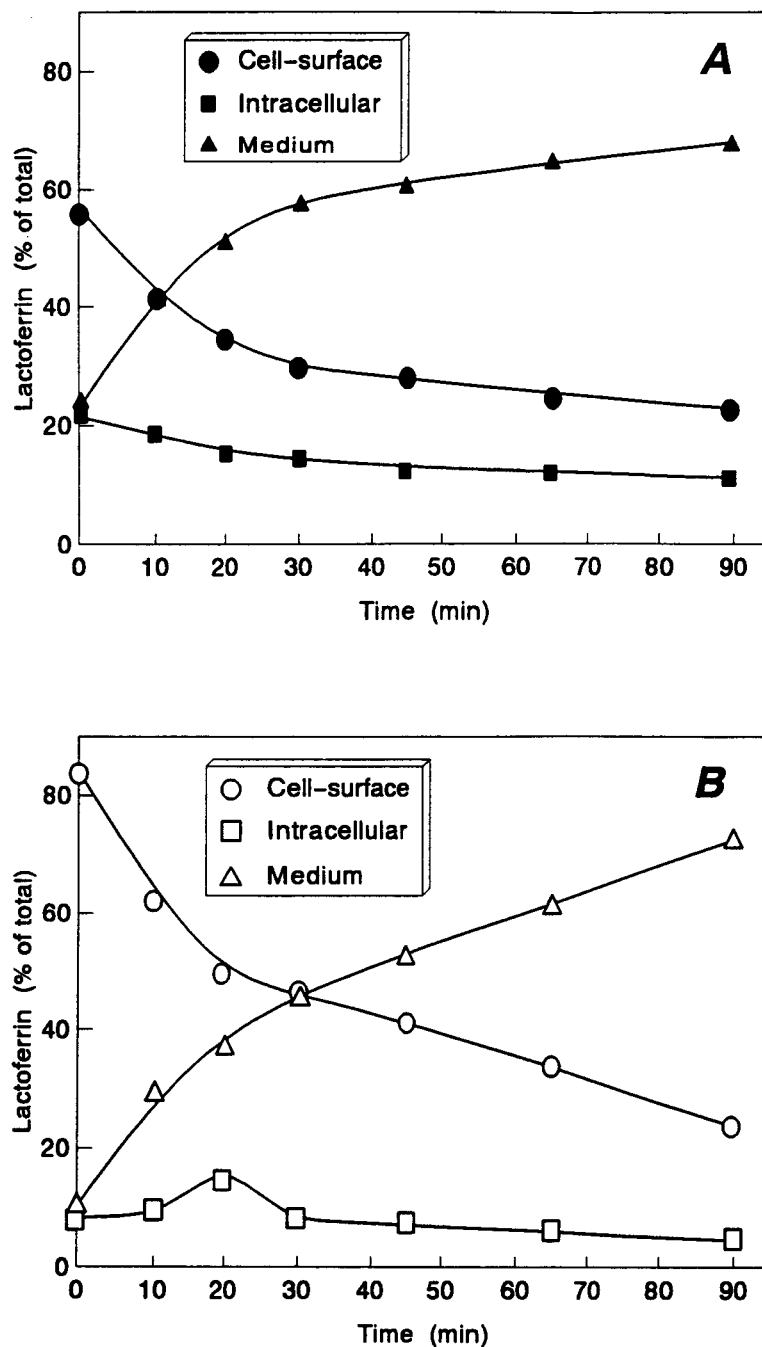 A
Cell-surface
Intracellular
Medium
Lactoferrin (% of total)
80
60
40
20
0
0 10 20 30 40 50 60 70 80 90
Time (min)
B
Cell-surface
Intracellular
Medium
Lactoferrin (% of total)
80
60
40
20
0
0 10 20 30 40 50 60 70 80 90
Time (min)